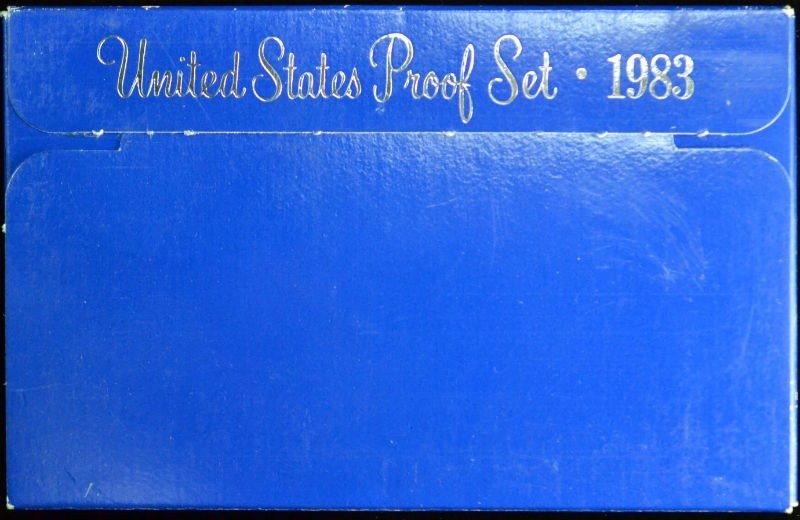 United States Proof Set · 1983